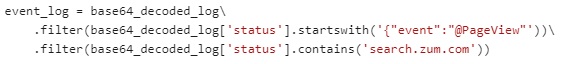 event_log = base64_decoded_log\
    .filter(base64_decoded_log['status'].startswith('{"event":"@PageView"'))\
    .filter(base64_decoded_log['status'].contains('search.zum.com'))